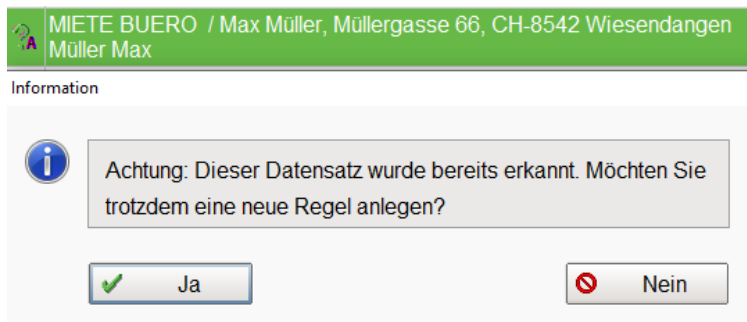 MIETE BUERO / Max Müller, Müllergasse 66, CH-8542 Wiesendangen
Müller Max
A
Information
Achtung: Dieser Datensatz wurde bereits erkannt. Möchten Sie
trotzdem eine neue Regel anlegen?
Ja
Nein